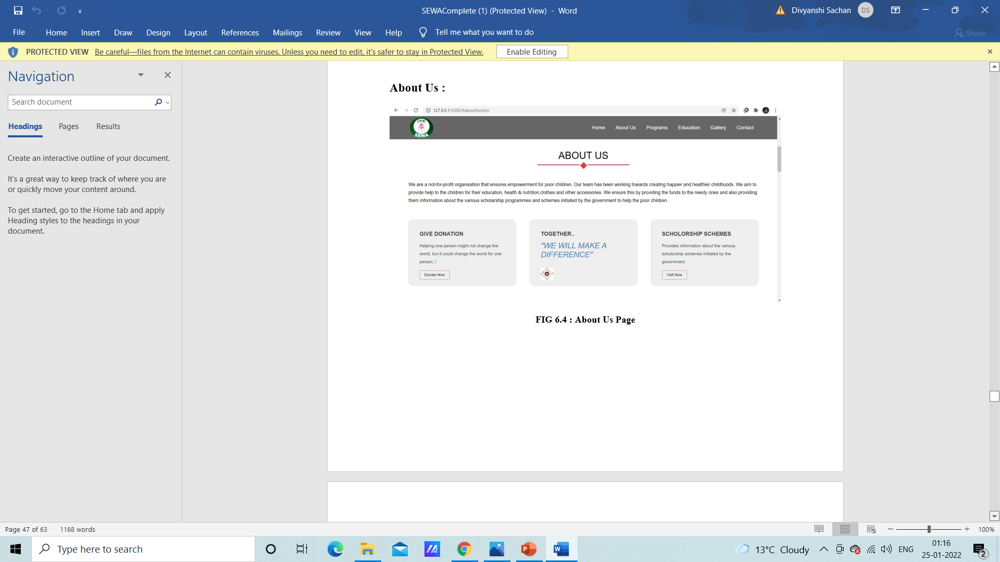 SEWAComplete (1) (Protected View) - Word
Divyanshi Sachan
DS
File Home Insert Draw Design Layout References Mailings Review View Help Tell me what you want to do
Share
PROTECTED VIEW Be careful—files from the Internet can contain viruses. Unless you need to edit, it's safer to stay in Protected View. Enable Editing
Navigation
Search document
Headings Pages Results
Create an interactive outline of your document.
It's a great way to keep track of where you are
or quickly move your content around.
To get started, go to the Home tab and apply
Heading styles to the headings in your
document.
About Us :
127.0.0.1:5500/#aboutSection
সেবা
SEWA
Home About Us Programs Education Gallery Contact
ABOUT US
We are a not-for-profit organisation that ensures empowerment for poor children. Our team has been working towards creating happier and healthier childhoods. We aim to
provide help to the children for their education, health & nutrition,clothes and other accessories. We ensure this by providing the funds to the needy ones and also providing
them information about the various scholarship programmes and schemes initiated by the government to help the poor children.
GIVE DONATION
Helping one person might not change the
world, but it could change the world for one
person..!
Donate Now
TOGETHER..
"WE WILL MAKE A
DIFFERENCE"
SCHOLORSHIP SCHEMES
Provides information about the various
scholorship schemes initiated by the
government.
Visit Now
FIG 6.4 : About Us Page
Page 47 of 63 1168 words
100%
Type here to search
13°C Cloudy
ENG
01:16
25-01-2022
2